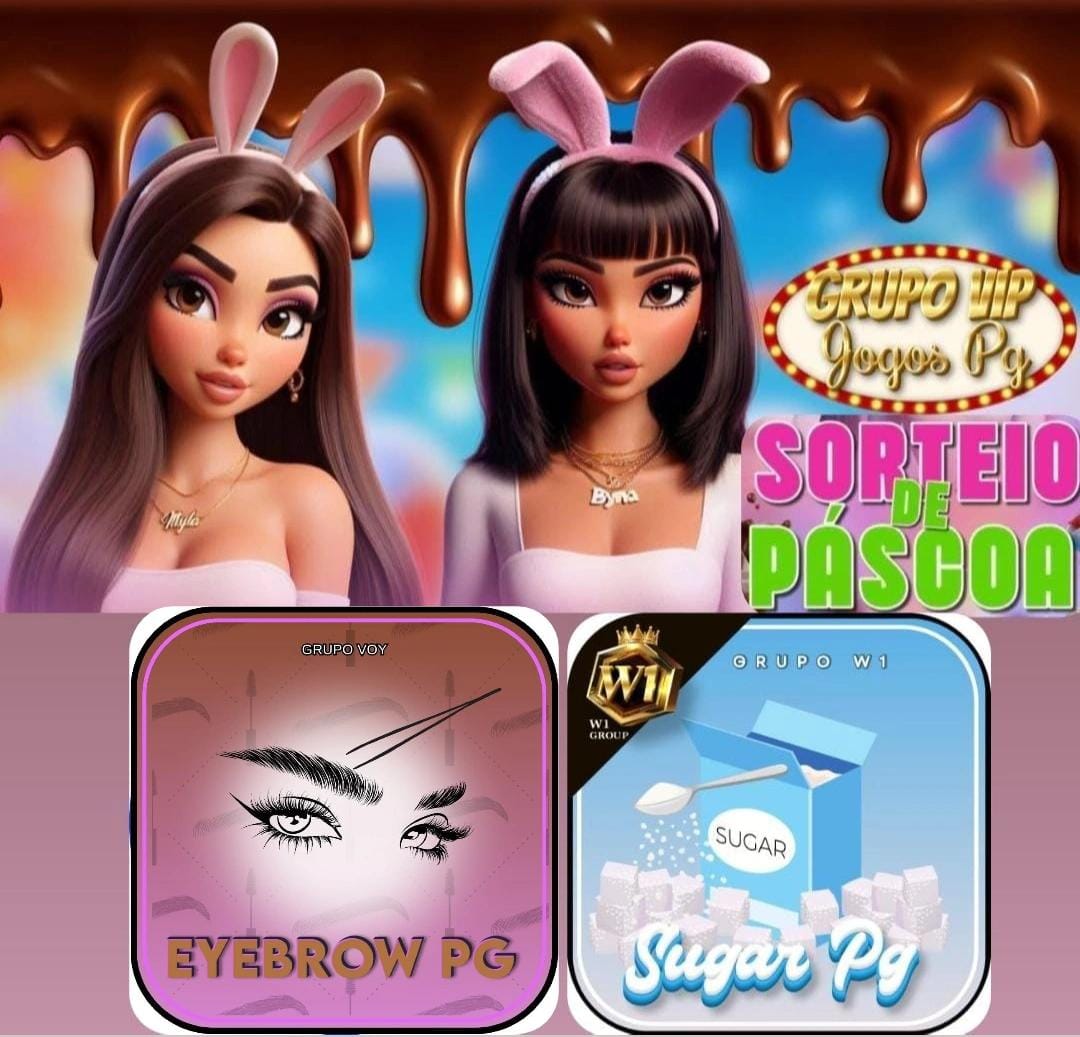 Myla
Byna
GRUPO VIP
Jogos Pg
SORTEIO
DE
PÁSCOA
GRUPO VOY
EYEBROW PG
W1
W1
GROUP
GRUPO W1
SUGAR
Sugar Pg